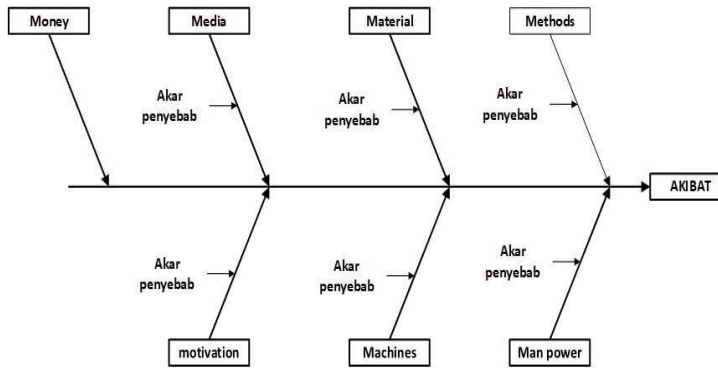 Money
Media
Material
Methods
Akar
penyebab
Akar
penyebab
Akar
penyebab
AKIBAT
Akar
penyebab
Akar
penyebab
Akar
penyebab
motivation
Machines
Man power